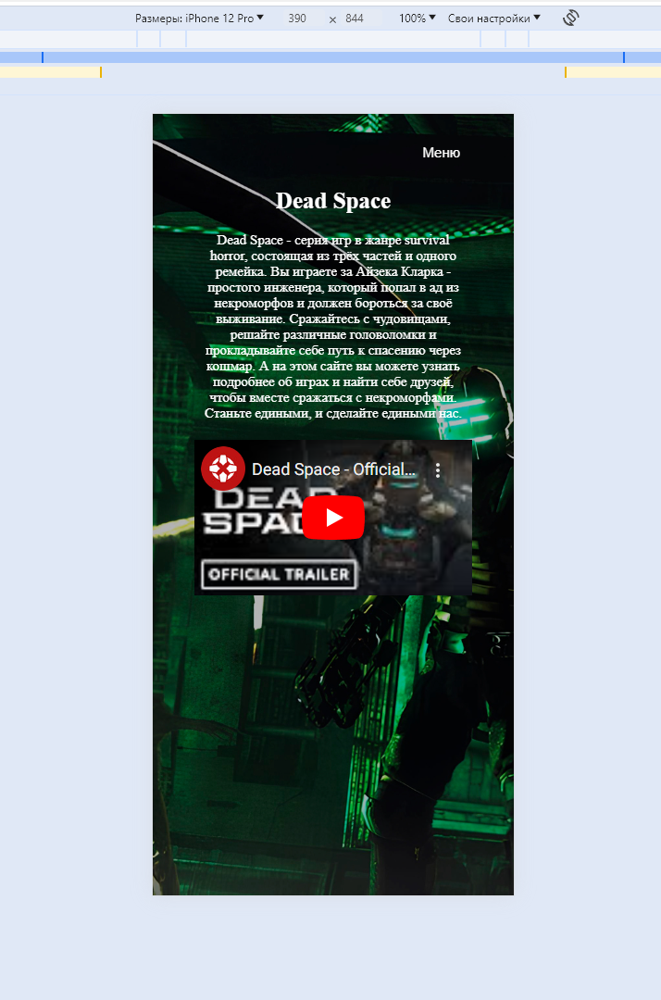 Размеры: iPhone 12 Pro 390 × 844 100% Свои настройки
Меню
Dead Space
Dead Space - серия игр в жанре survival
horror, состоящая из трёх частей и одного
ремейка. Вы играете за Айзека Кларка -
простого инженера, который попал в ад из
некроморфов и должен бороться за своё
выживание. Сражайтесь с чудовищами,
решайте различные головоломки и
прокладывайте себе путь к спасению через
кошмар. А на этом сайте вы можете узнать
подробнее об играх и найти себе друзей,
чтобы вместе сражаться с некроморфами.
Станьте едиными, и сделайте едиными нас.
Dead Space - Official...
DEAD
SPAC
OFFICIAL TRAILER